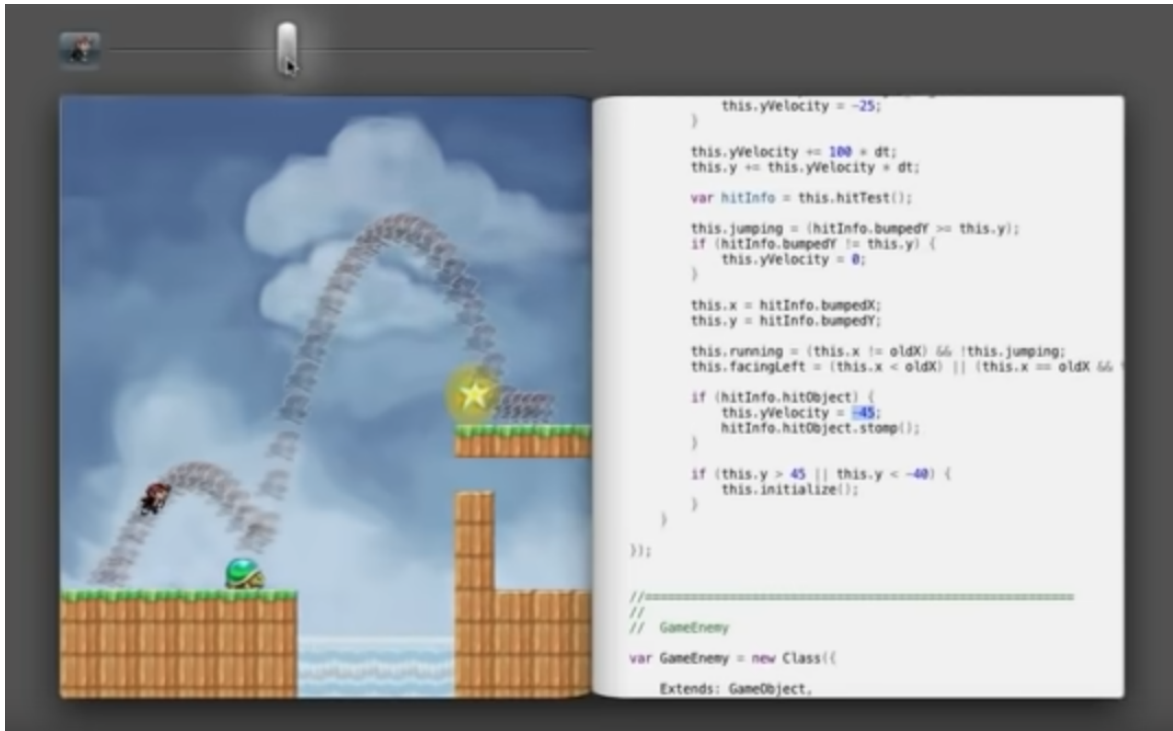 this.yVelocity = -25;
}
this.yVelocity += 100 * dt;
this.y += this.yVelocity * dt;
var hitInfo = this.hitTest();
this.jumping = (hitInfo.bumpedY >= this.y);
if (hitInfo.bumpedY != this.y) {
this.yVelocity = 0;
}
this.x = hitInfo.bumpedX;
this.y = hitInfo.bumpedY;
this.running = (this.x != oldX) && !this.jumping;
this.facingLeft = (this.x < oldX) || (this.x == oldX &&
if (hitInfo.hitObject) {
this.yVelocity = -45;
hitInfo.hitObject.stomp();
}
if (this.y > 45 || this.y < -40) {
this.initialize();
}
}
});
//========================================================
//
// GameEnemy
var GameEnemy = new Class({
Extends: GameObject,